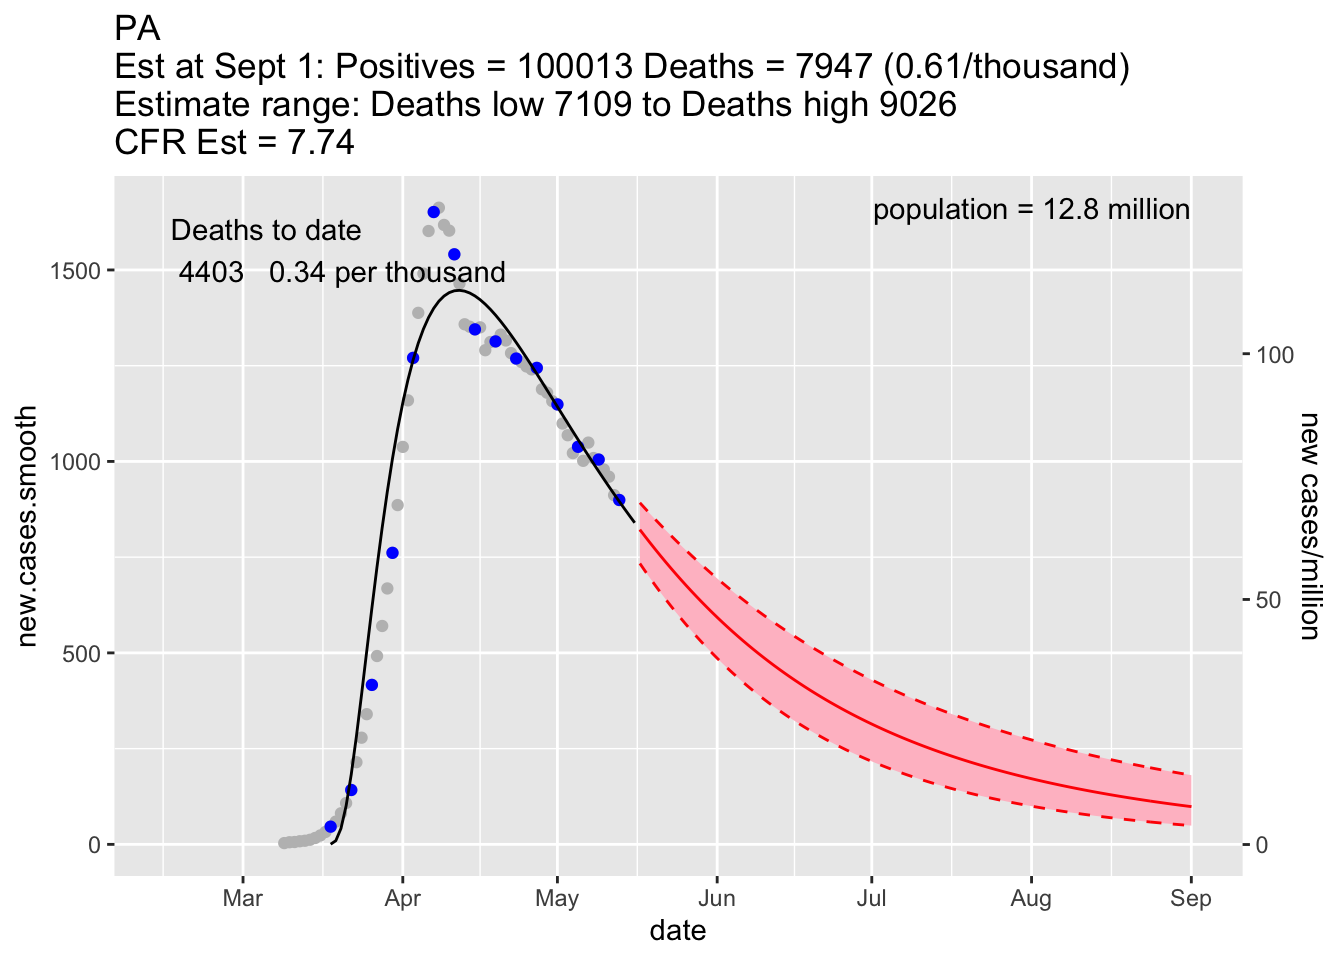 PA
Est at Sept 1: Positives = 100013 Deaths = 7947 (0.61/thousand)
Estimate range: Deaths low 7109 to Deaths high 9026
CFR Est = 7.74
population = 12.8 million
Deaths to date
4403 0.34 per thousand
1500
1000
500
0
new.cases.smooth
100
50
0
new cases/million
Mar Apr May Jun Jul Aug Sep
date